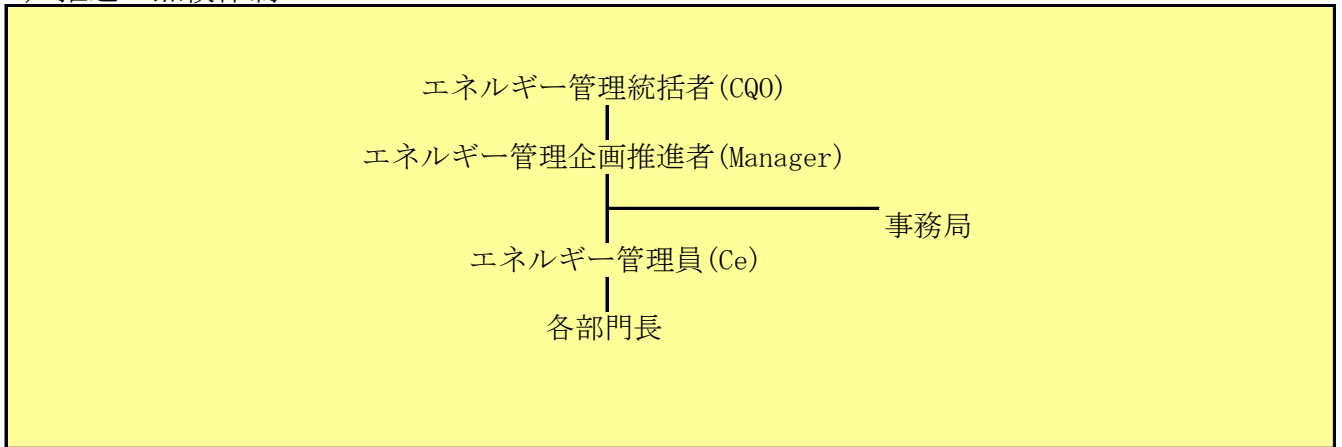 エネルギー管理統括者(CQO)
エネルギー管理企画推進者(Manager)
事務局
エネルギー管理員(Ce)
各部門長